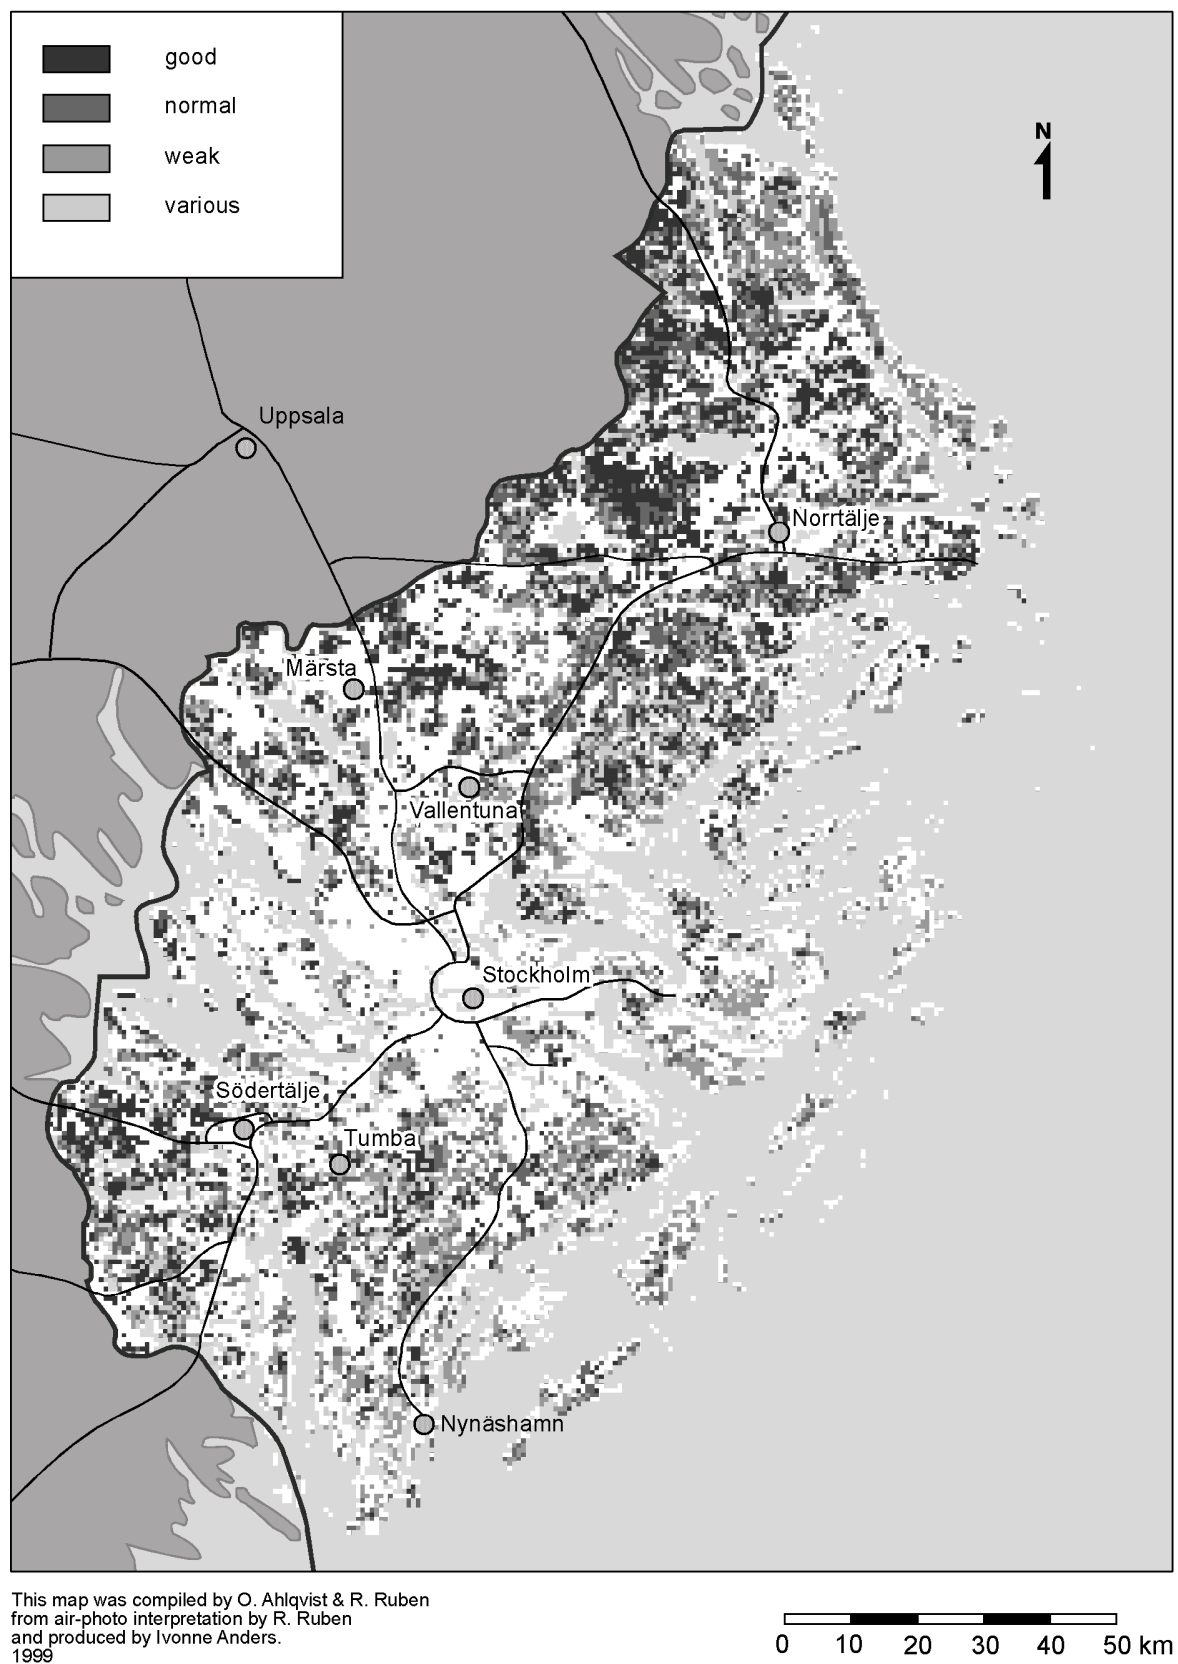 good
normal
weak
various
N
Uppsala
Norrtälje
Märsta
Vallentuna
Stockholm
Södertälje
Tumba
Nynäshamn
This map was compiled by O. Ahlqvist & R. Ruben
from air-photo interpretation by R. Ruben
and produced by Ivonne Anders.
1999
0 10 20 30 40 50 km